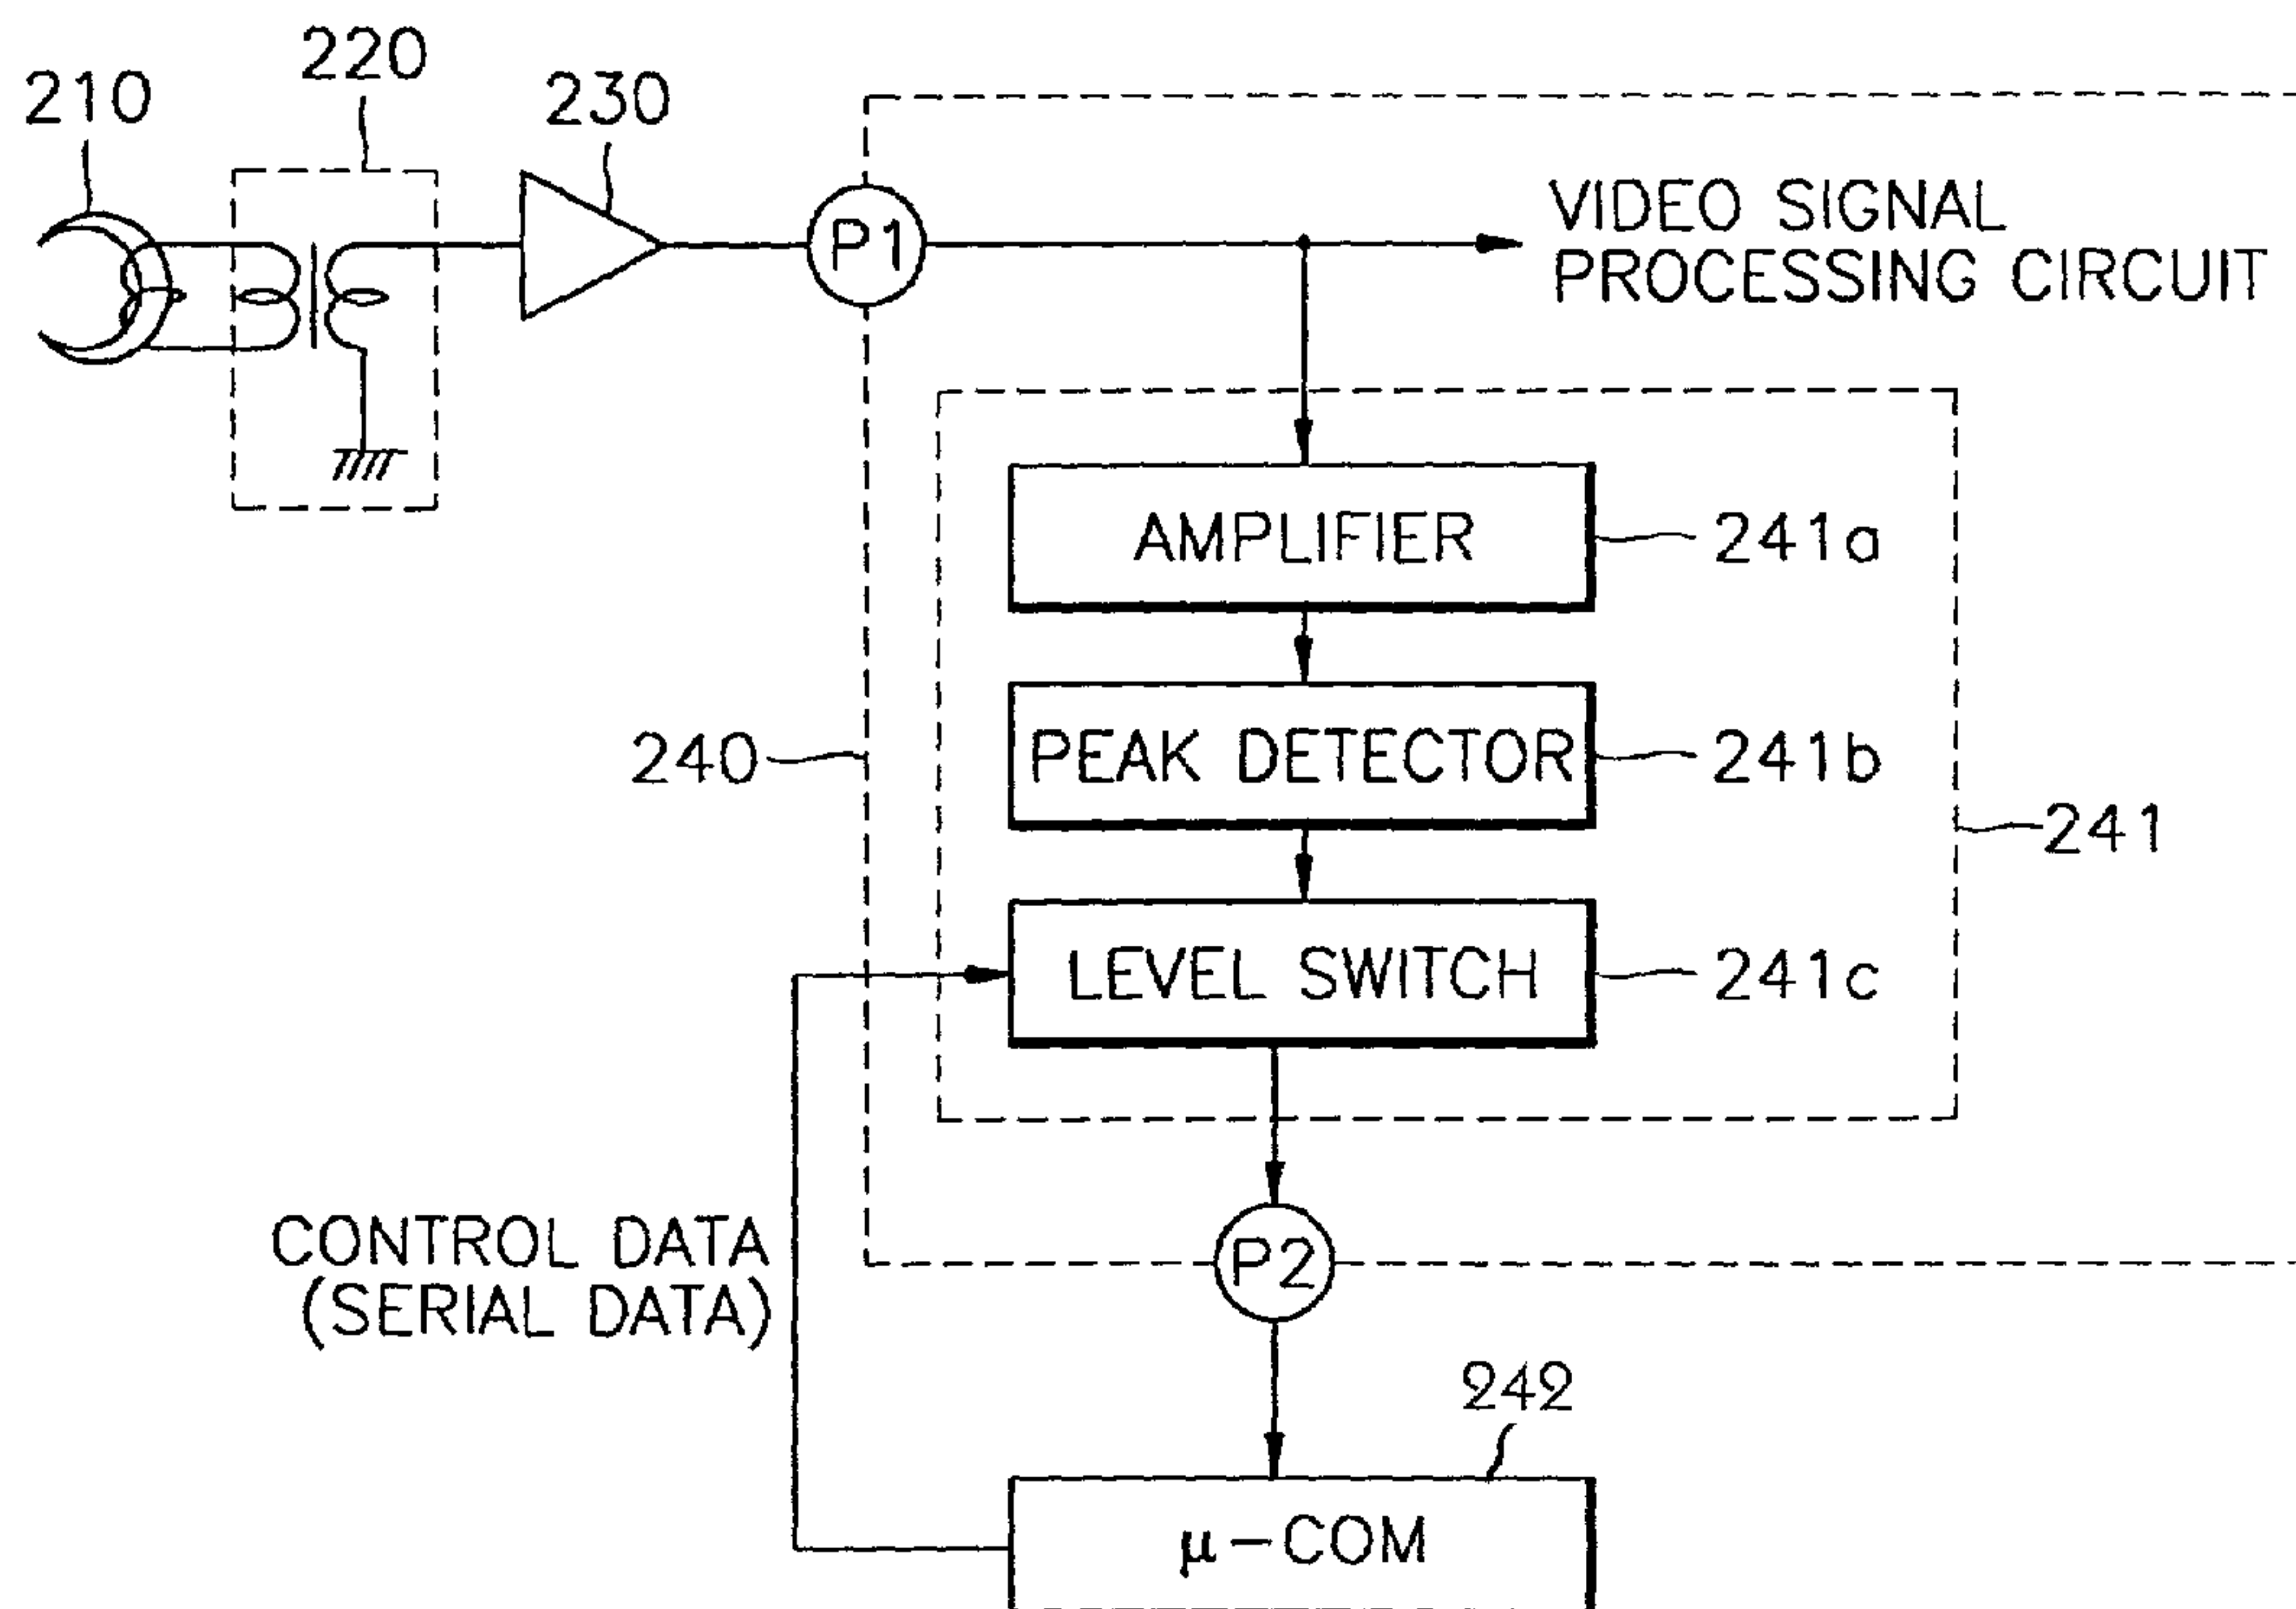 210
220
230
P1
VIDEO SIGNAL
PROCESSING CIRCUIT
AMPLIFIER
241a
240
PEAK DETECTOR
241b
241
LEVEL SWITCH
241c
CONTROL DATA
(SERIAL DATA)
P2
242
μ-COM